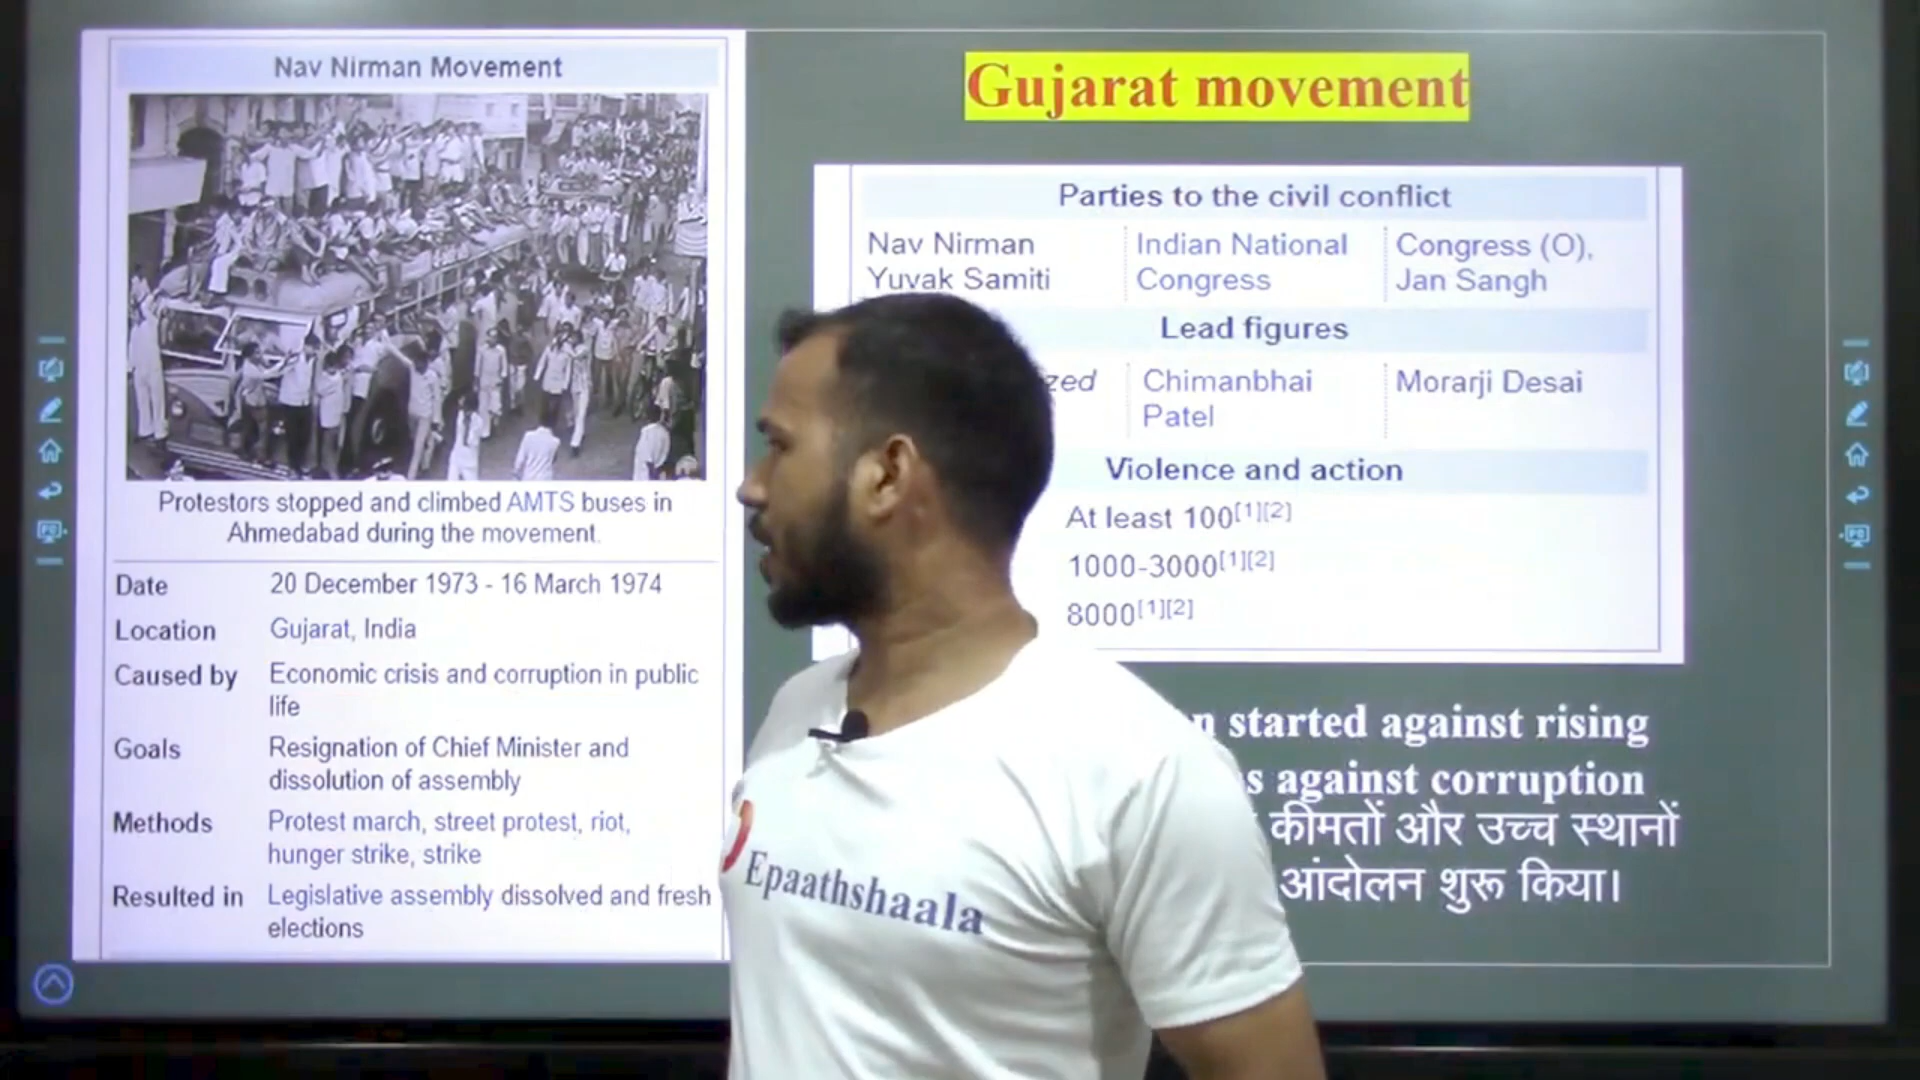 Nav Nirman Movement
Protestors stopped and climbed AMTS buses in
Ahmedabad during the movement.
Date 20 December 1973 - 16 March 1974
Location Gujarat, India
Caused by Economic crisis and corruption in public
life
Goals Resignation of Chief Minister and
dissolution of assembly
Methods Protest march, street protest, riot,
hunger strike, strike
Resulted in Legislative assembly dissolved and fresh
elections
Gujarat movement
Parties to the civil conflict
Nav Nirman Indian National Congress (O),
Yuvak Samiti Congress Jan Sangh
Lead figures
Chimanbhai Morarji Desai
Patel
Violence and action
At least 100[1][2]
1000-3000[1][2]
8000[1][2]
started against rising
against corruption
कीमतों और उच्च स्थानों
आंदोलन शुरू किया।
Epaathshaala